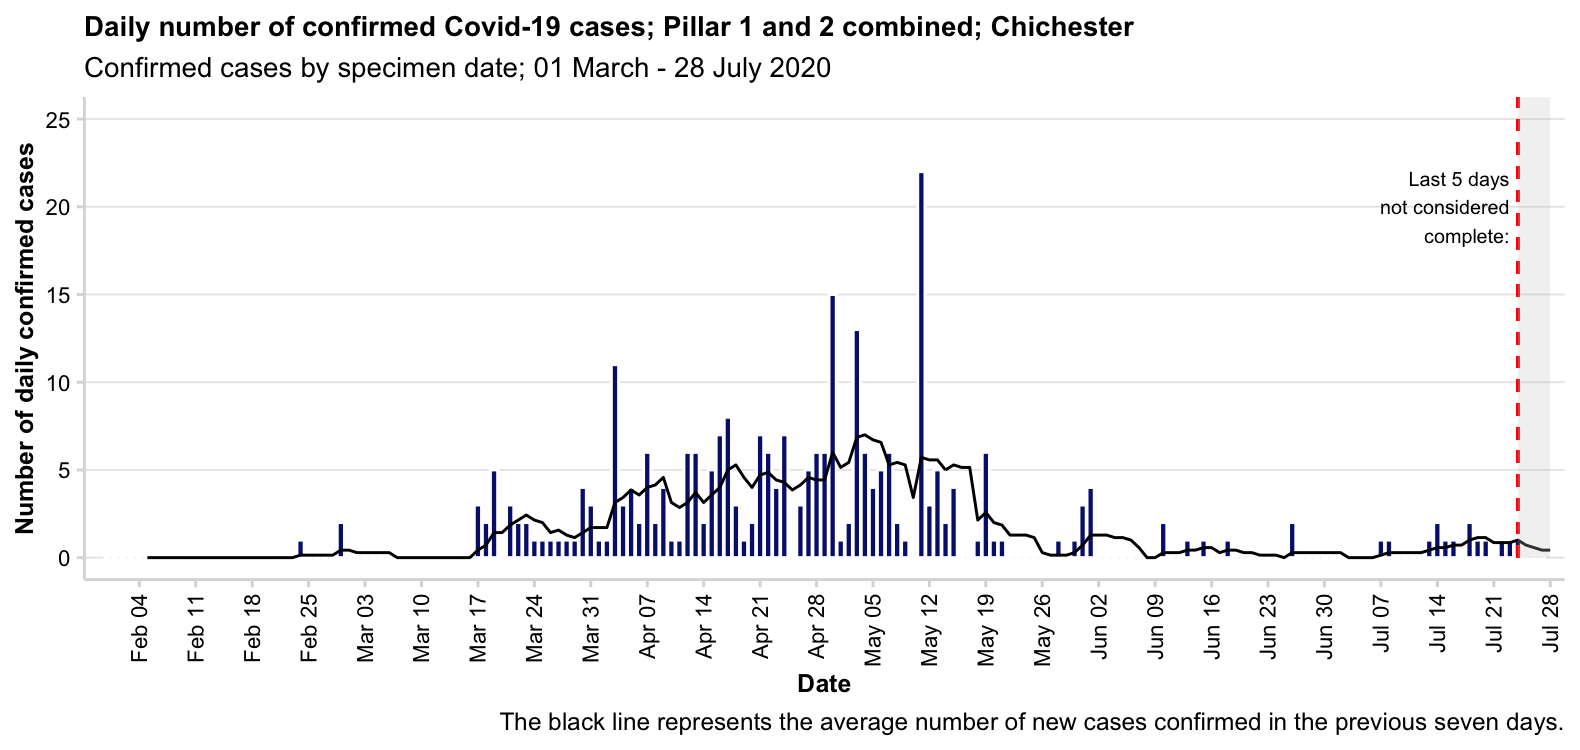 Daily number of confirmed Covid-19 cases; Pillar 1 and 2 combined; Chichester
Confirmed cases by specimen date; 01 March - 28 July 2020
Number of daily confirmed cases
25
20
15
10
5
0
Last 5 days
not considered
complete:
Feb 04
Feb 11
Feb 18
Feb 25
Mar 03
Mar 10
Mar 17
Mar 24
Mar 31
Apr 07
Apr 14
Apr 21
Apr 28
May 05
May 12
May 19
May 26
Jun 02
Jun 09
Jun 16
Jun 23
Jun 30
Jul 07
Jul 14
Jul 21
Jul 28
Date
The black line represents the average number of new cases confirmed in the previous seven days.